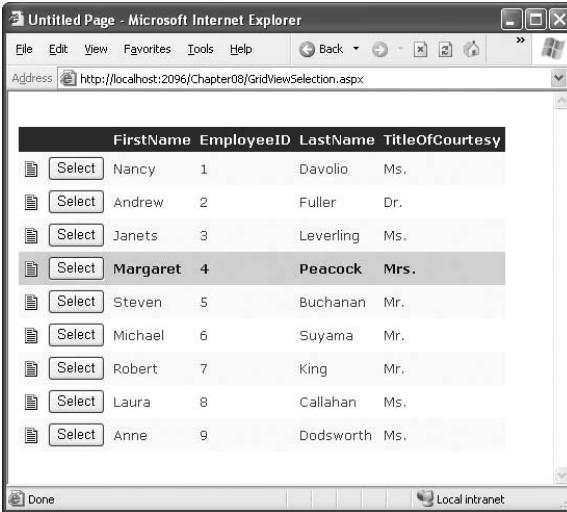 Untitled Page - Microsoft Internet Explorer
File Edit View Favorites Tools Help Back »
Address http://localhost:2096/Chapter08/GridViewSelection.aspx
FirstName EmployeeID LastName TitleOfCourtesy
Select Nancy 1 Davolio Ms.
Select Andrew 2 Fuller Dr.
Select Janets 3 Leverling Ms.
Select Margaret 4 Peacock Mrs.
Select Steven 5 Buchanan Mr.
Select Michael 6 Suyama Mr.
Select Robert 7 King Mr.
Select Laura 8 Callahan Ms.
Select Anne 9 Dodsworth Ms.
Done Local intranet